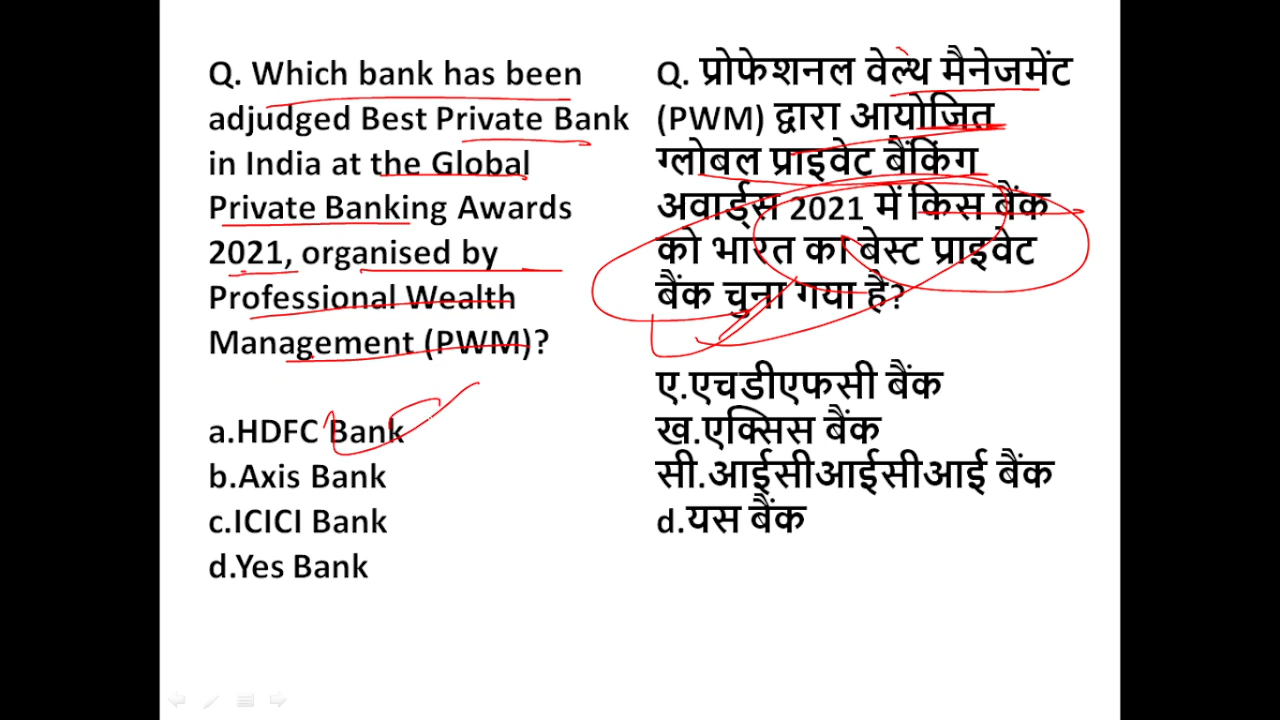 Q. Which bank has been
adjudged Best Private Bank
in India at the Global
Private Banking Awards
2021, organised by
Professional Wealth
Management (PWM)?
a.HDFC Bank
b.Axis Bank
c.ICICI Bank
d.Yes Bank
Q. प्रोफेशनल वेल्थ मैनेजमेंट
(PWM) द्वारा आयोजित
ग्लोबल प्राइवेट बैंकिंग
अवार्ड्स 2021 में किस बैंक
को भारत का बेस्ट प्राइवेट
बैंक चुना गया है?
ए.एचडीएफसी बैंक
ख.एक्सिस बैंक
सी.आईसीआईसीआई बैंक
d.यस बैंक